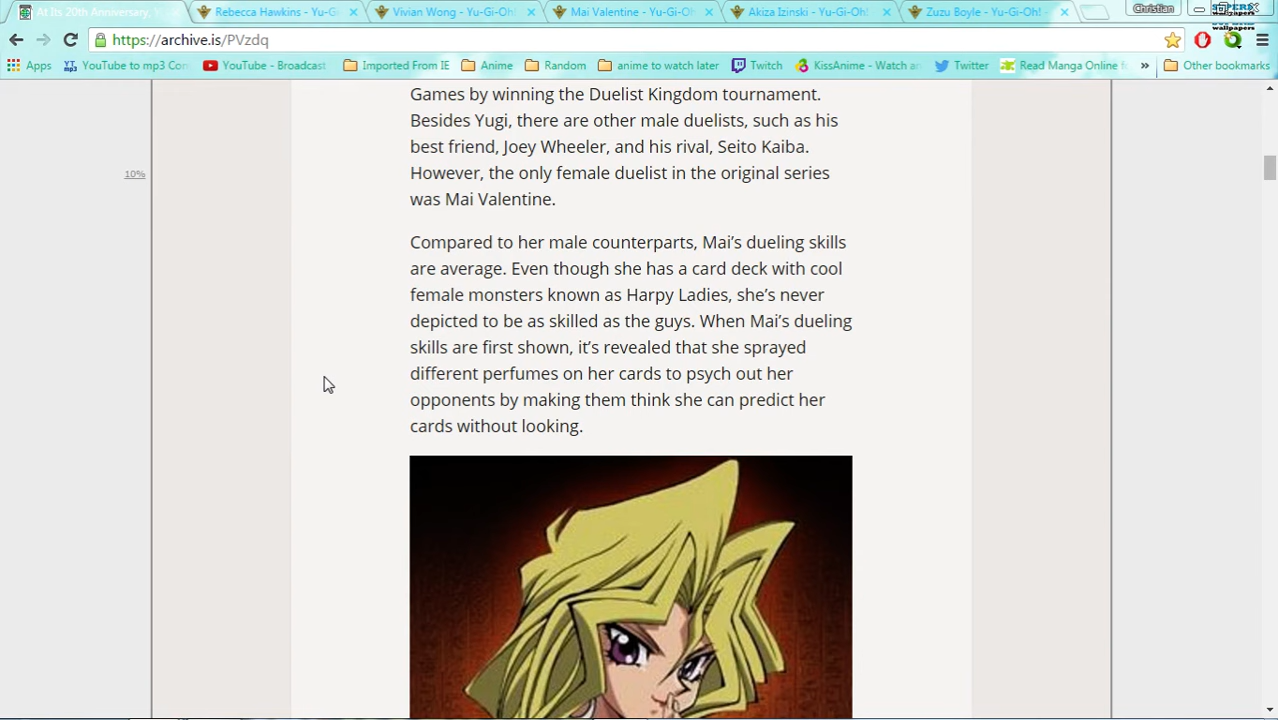 At Its 20th Anniversary, Y
Rebecca Hawkins - Yu-Gi-
Vivian Wong - Yu-Gi-Oh!
Mai Valentine - Yu-Gi-Oh!
Akiza Izinski - Yu-Gi-Oh!
Zuzu Boyle - Yu-Gi-Oh! -
Christian
wallpapers
https://archive.is/PVzdq
Apps
YouTube to mp3 Con
YouTube - Broadcast
Imported From IE
Anime
Random
anime to watch later
Twitch
KissAnime - Watch an
Twitter
Read Manga Online f
»
Other bookmarks
Games by winning the Duelist Kingdom tournament.
Besides Yugi, there are other male duelists, such as his
best friend, Joey Wheeler, and his rival, Seito Kaiba.
10%
However, the only female duelist in the original series
was Mai Valentine.
Compared to her male counterparts, Mai’s dueling skills
are average. Even though she has a card deck with cool
female monsters known as Harpy Ladies, she’s never
depicted to be as skilled as the guys. When Mai’s dueling
skills are first shown, it’s revealed that she sprayed
different perfumes on her cards to psych out her
opponents by making them think she can predict her
cards without looking.